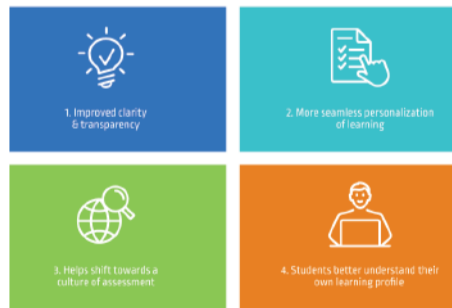 1. Improved clarity
& transparency
2. More seamless personalization
of learning
3. Helps shift towards a
culture of assessment
4. Students better understand their
own learning profile